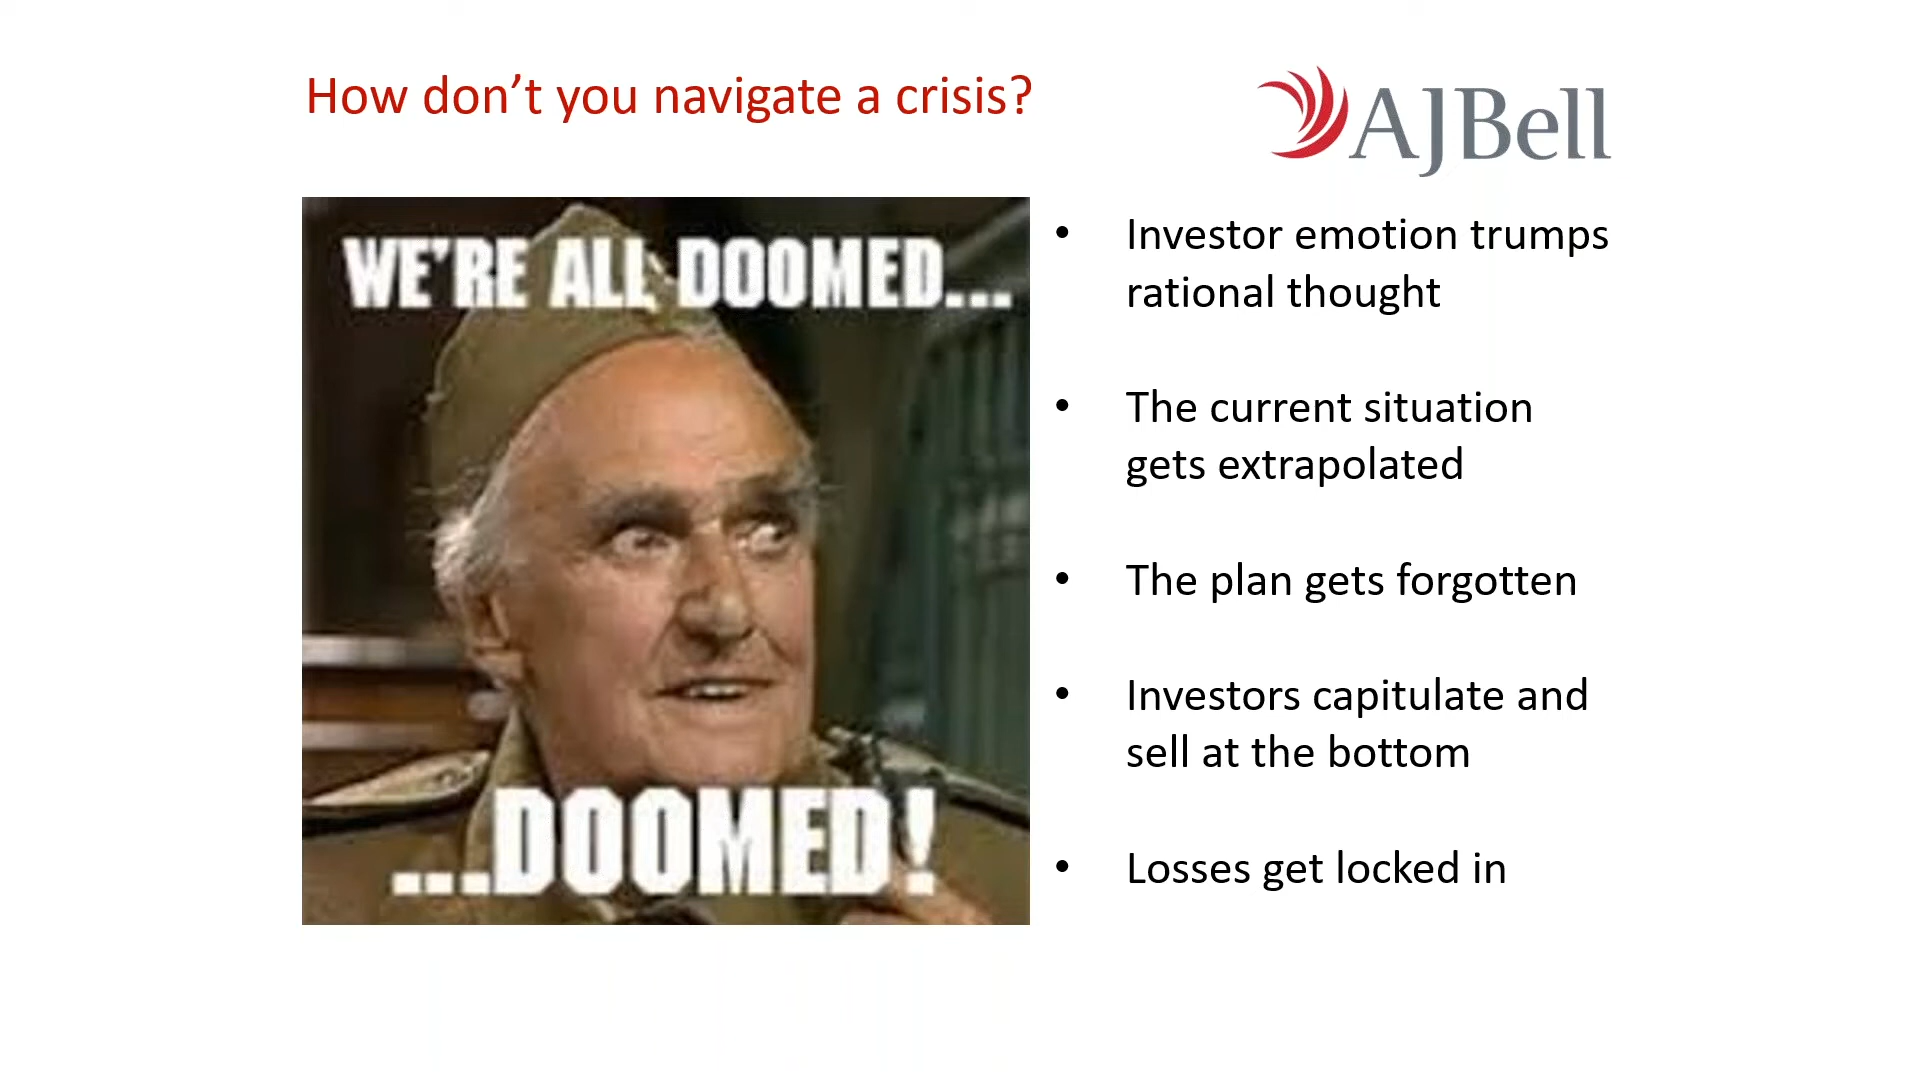 How don’t you navigate a crisis?
AJBell
WE'RE ALL DOOMED...
...DOOMED!
• Investor emotion trumps
rational thought
• The current situation
gets extrapolated
• The plan gets forgotten
• Investors capitulate and
sell at the bottom
• Losses get locked in